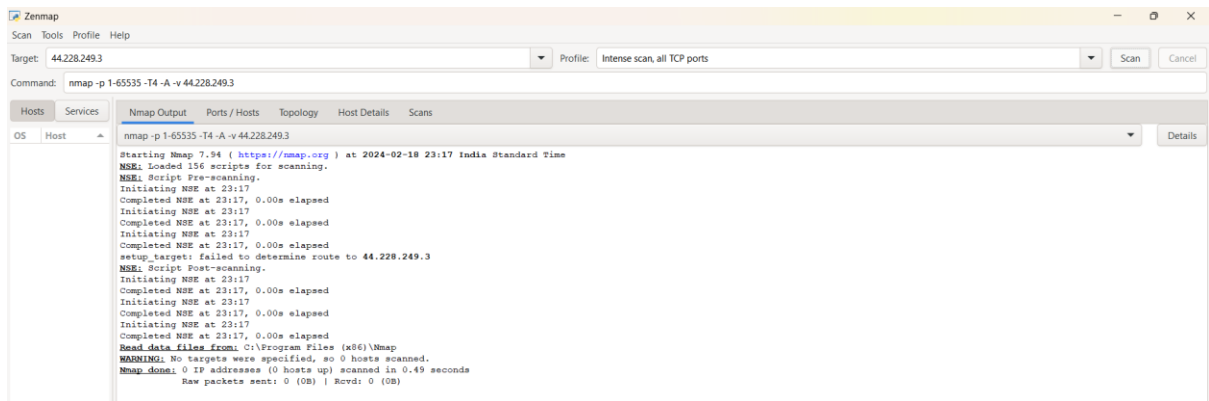 Zenmap
Scan Tools Profile Help
Target: 44.228.249.3 Profile: Intense scan, all TCP ports Scan Cancel
Command: nmap -p 1-65535 -T4 -A -v 44.228.249.3
Hosts Services Nmap Output Ports / Hosts Topology Host Details Scans
OS Host nmap -p 1-65535 -T4 -A -v 44.228.249.3 Details
Starting Nmap 7.94 ( https://nmap.org ) at 2024-02-18 23:17 India Standard Time
NSE: Loaded 156 scripts for scanning.
NSE: Script Pre-scanning.
Initiating NSE at 23:17
Completed NSE at 23:17, 0.00s elapsed
Initiating NSE at 23:17
Completed NSE at 23:17, 0.00s elapsed
Initiating NSE at 23:17
Completed NSE at 23:17, 0.00s elapsed
setup_target: failed to determine route to 44.228.249.3
NSE: Script Post-scanning.
Initiating NSE at 23:17
Completed NSE at 23:17, 0.00s elapsed
Initiating NSE at 23:17
Completed NSE at 23:17, 0.00s elapsed
Initiating NSE at 23:17
Completed NSE at 23:17, 0.00s elapsed
Read data files from: C:\Program Files (x86)\Nmap
WARNING: No targets were specified, so 0 hosts scanned.
Nmap done: 0 IP addresses (0 hosts up) scanned in 0.49 seconds
Raw packets sent: 0 (0B) | Rcvd: 0 (0B)